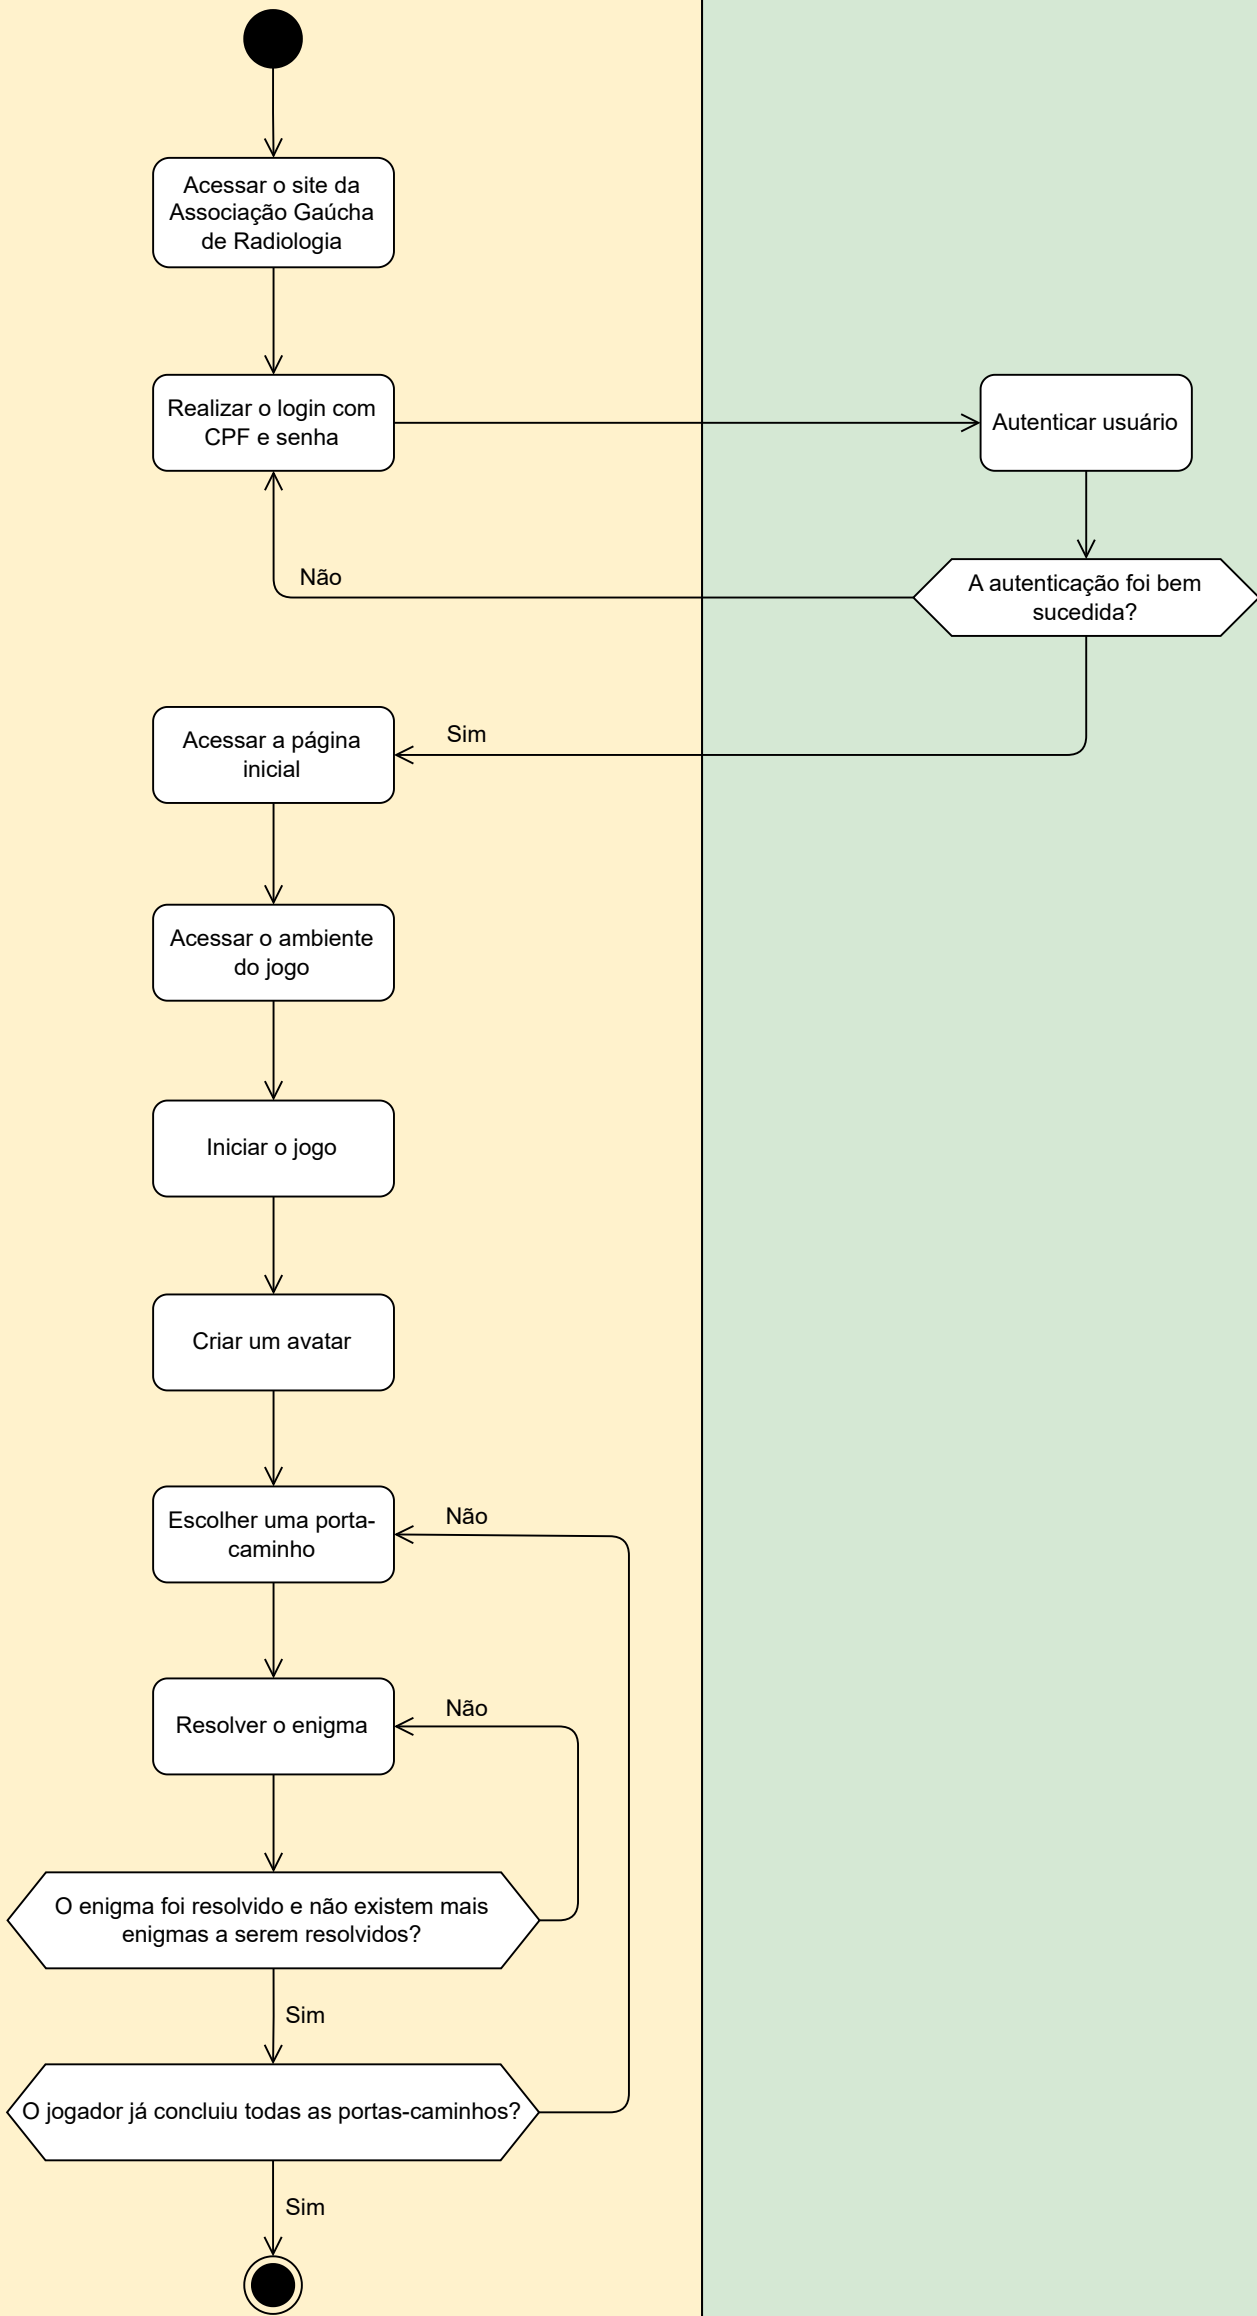 Acessar o site da
Associação Gaúcha
de Radiologia
Realizar o login com
CPF e senha
Autenticar usuário
A autenticação foi bem
sucedida?
Não
Sim
Acessar a página
inicial
Acessar o ambiente
do jogo
Iniciar o jogo
Criar um avatar
Escolher uma porta-
caminho
Não
Resolver o enigma
Não
O enigma foi resolvido e não existem mais
enigmas a serem resolvidos?
Sim
O jogador já concluiu todas as portas-caminhos?
Sim